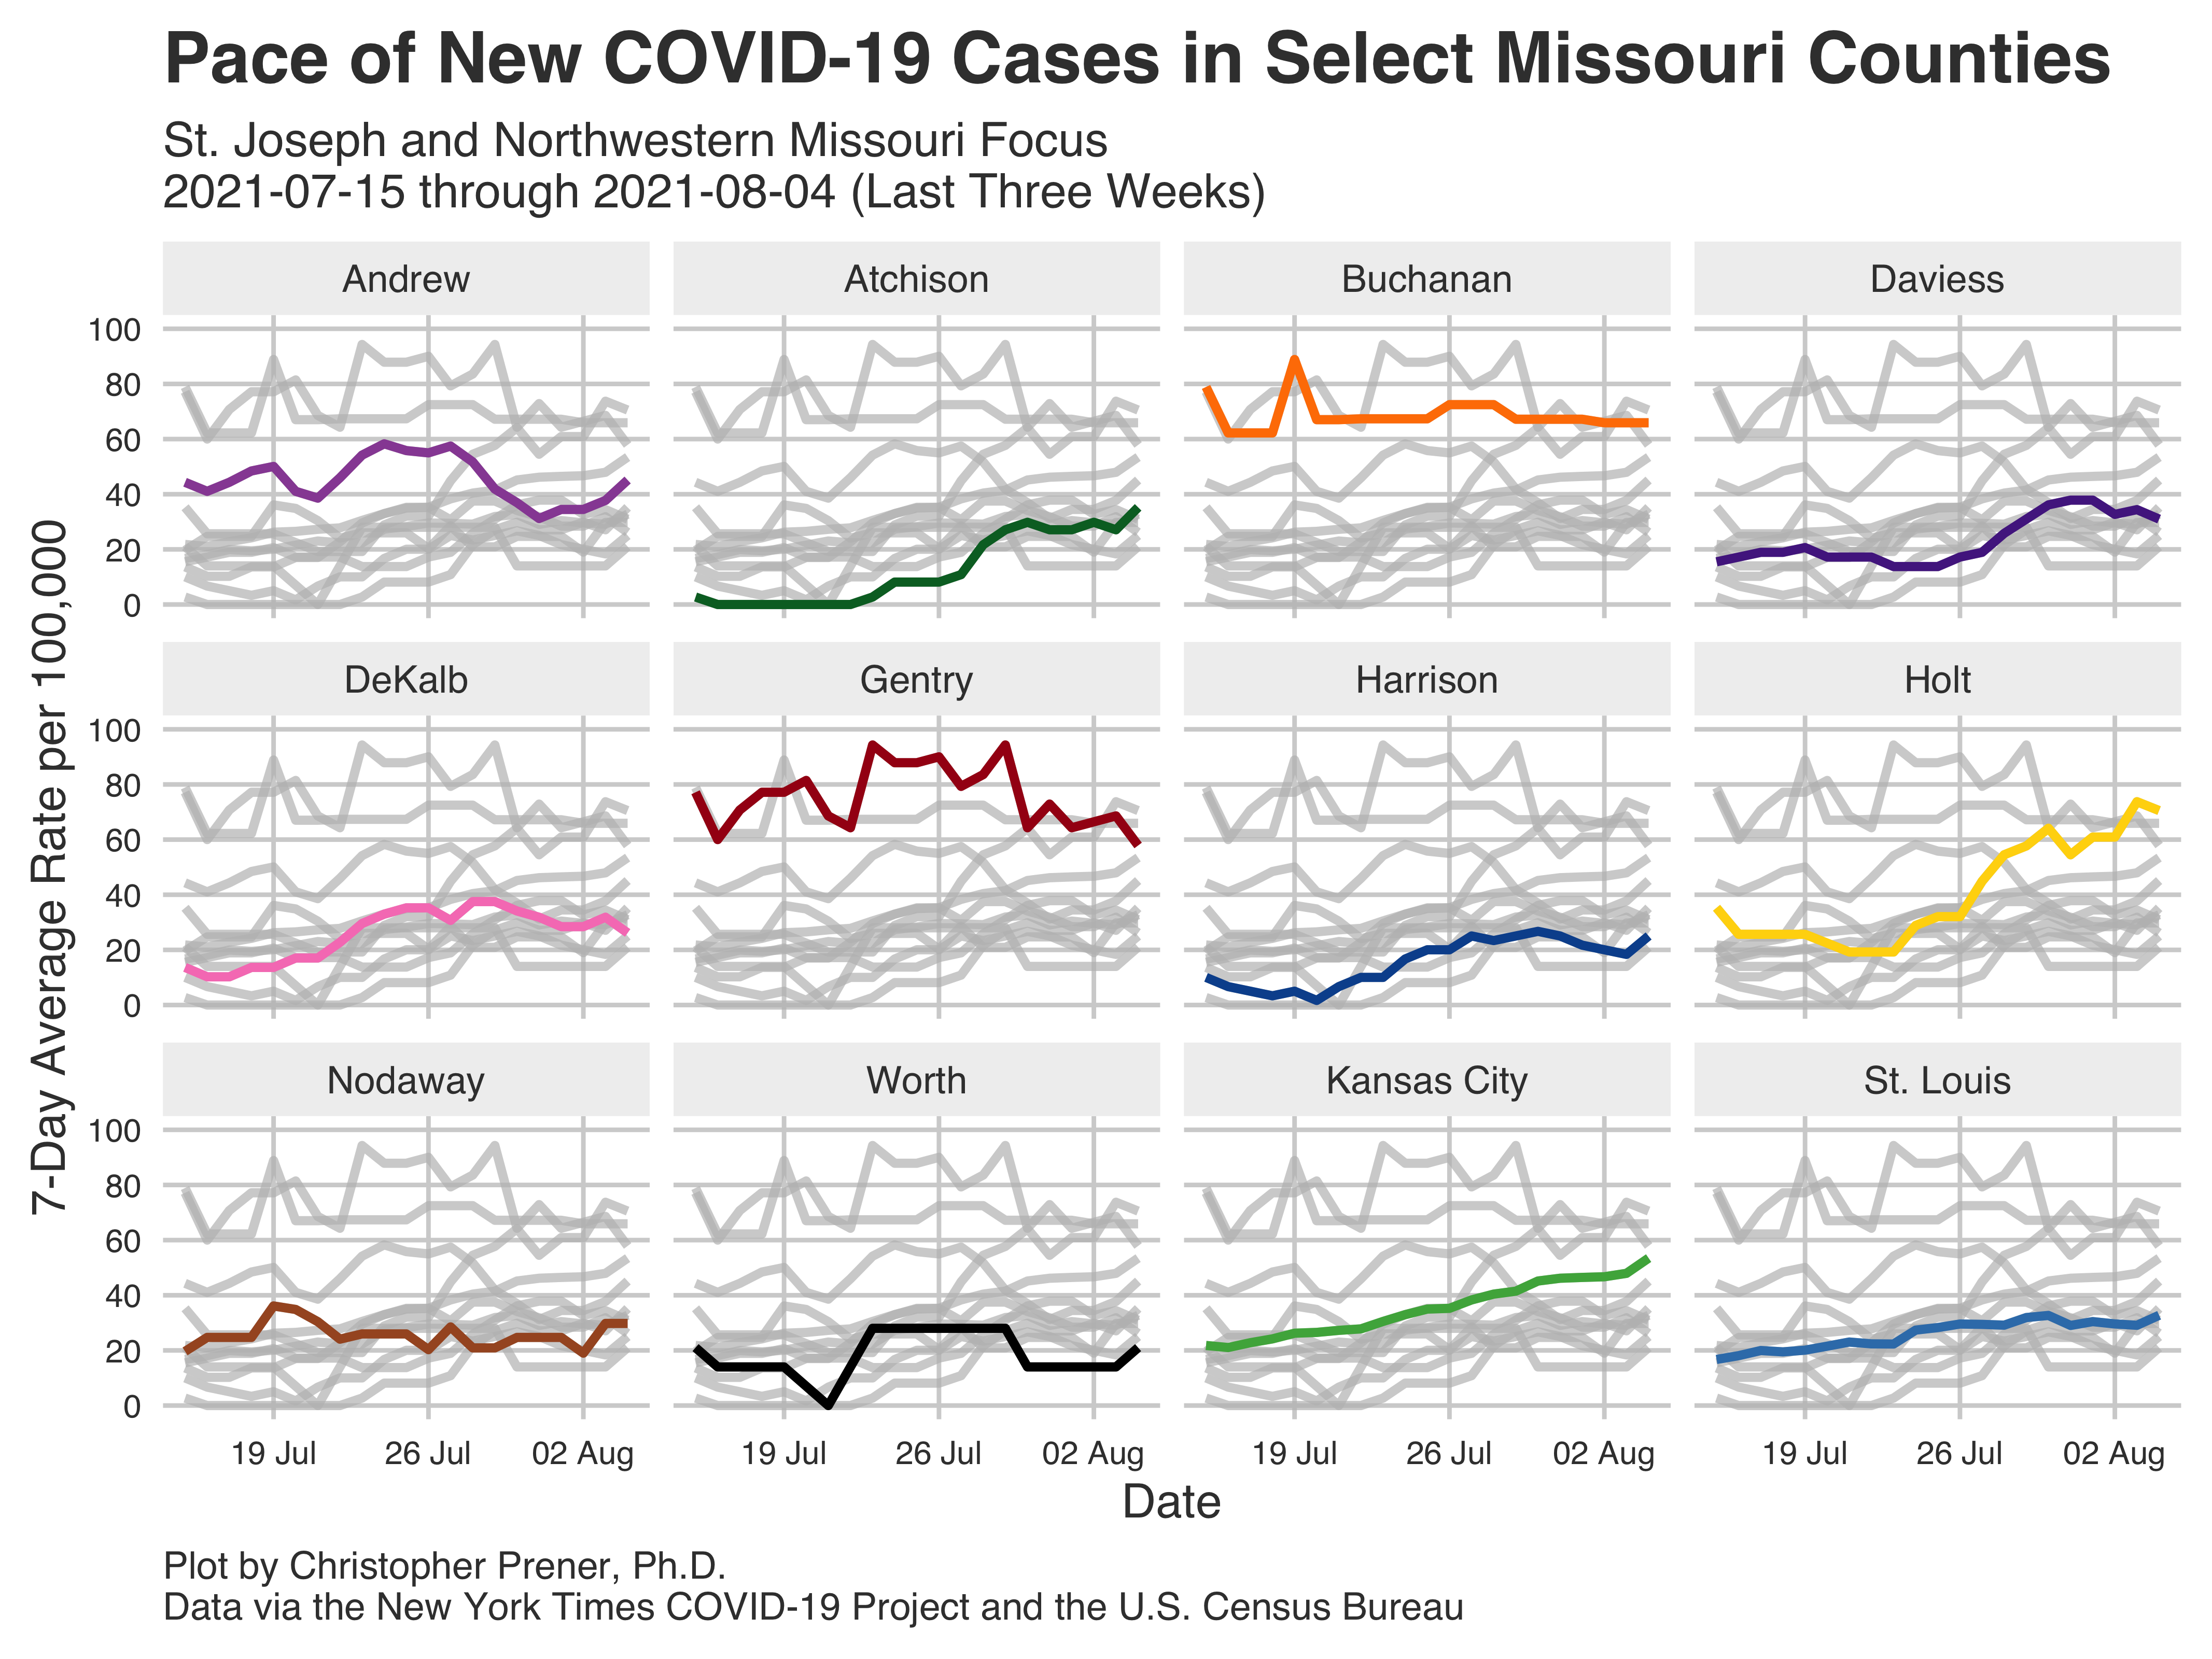 Pace of New COVID-19 Cases in Select Missouri Counties
St. Joseph and Northwestern Missouri Focus
2021-07-15 through 2021-08-04 (Last Three Weeks)
7-Day Average Rate per 100,000
Andrew
Atchison
Buchanan
Daviess
100
80
60
40
20
0
DeKalb
Gentry
Harrison
Holt
100
80
60
40
20
0
Nodaway
Worth
Kansas City
St. Louis
100
80
60
40
20
0
19 Jul 26 Jul 02 Aug
19 Jul 26 Jul 02 Aug
19 Jul 26 Jul 02 Aug
19 Jul 26 Jul 02 Aug
Date
Plot by Christopher Prener, Ph.D.
Data via the New York Times COVID-19 Project and the U.S. Census Bureau